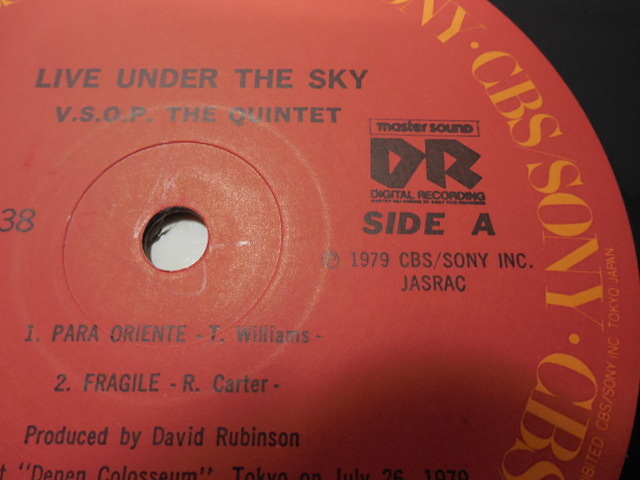 LIVE UNDER THE SKY
V.S.O.P. THE QUINTET
master sound
DR
DIGITAL RECORDING
38
SIDE A
Ⓟ 1979 CBS/SONY INC.
JASRAC
1. PARA ORIENTE - T. Williams -
2. FRAGILE - R. Carter -
Produced by David Rubinson
t "Denen Colosseum", Tokyo on July 26, 1979
SONY · CBS/SONY · CBS
IBITED CBS/SONY INC TOKYO JAPAN